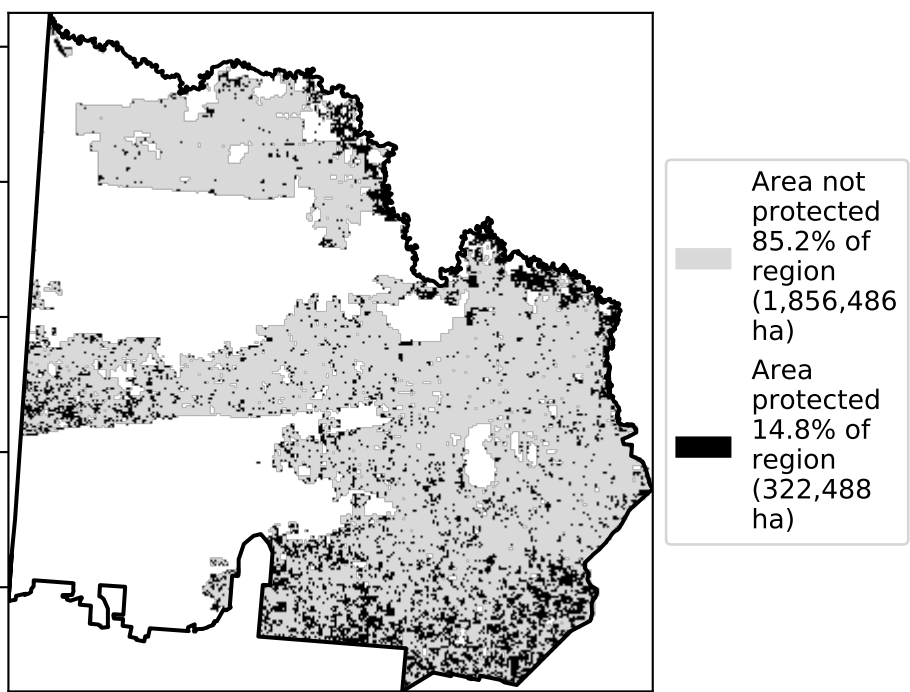 Area not
protected
85.2% of
region
(1,856,486
ha)
Area
protected
14.8% of
region
(322,488
ha)